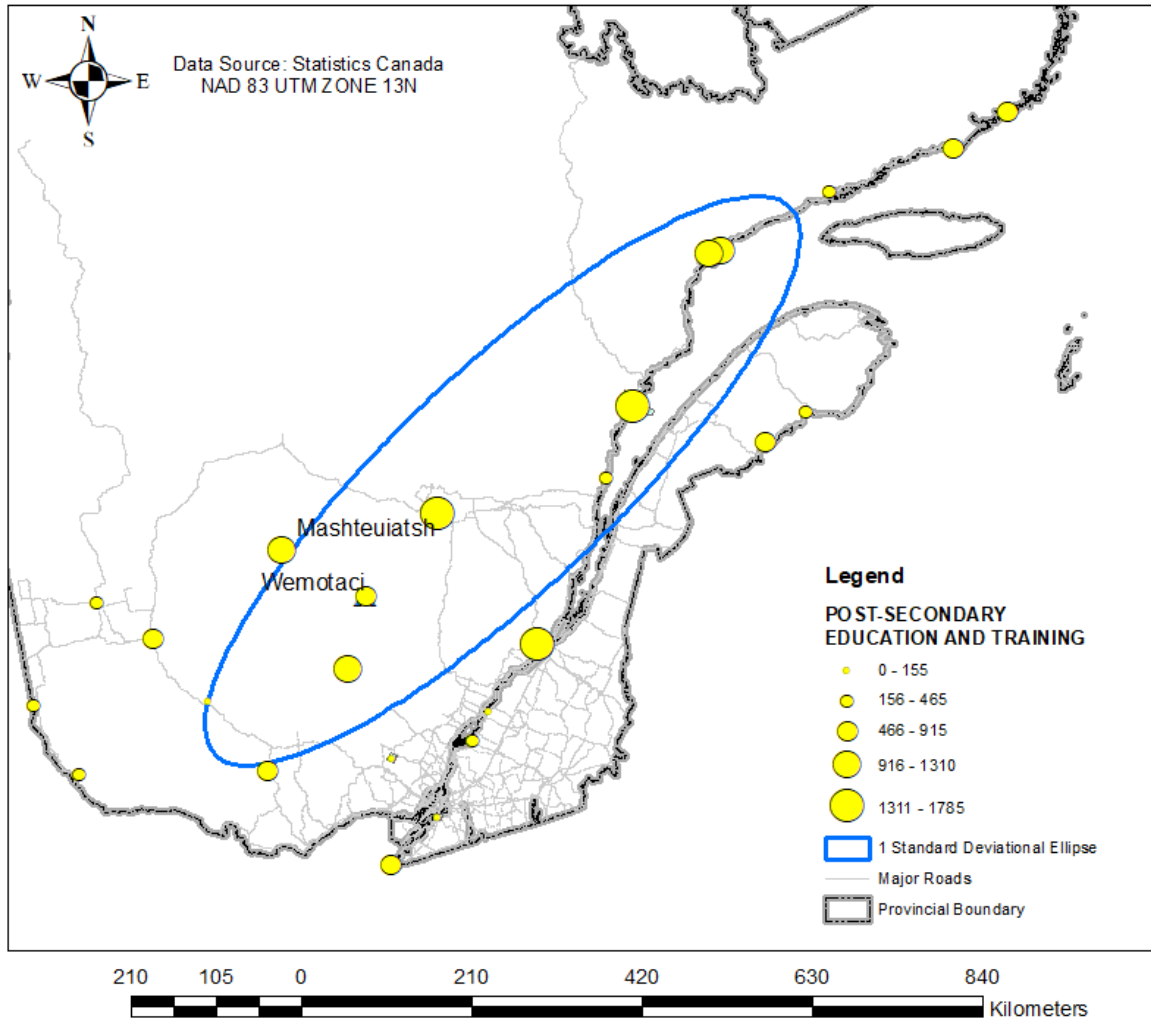 N
W E
S
Data Source: Statistics Canada
NAD 83 UTM ZONE 13N
Mashteuiatsh
Wemotaci
Legend
POST-SECONDARY
EDUCATION AND TRAINING
0 - 155
156 - 465
466 - 915
916 - 1310
1311 - 1785
1 Standard Deviational Ellipse
Major Roads
Provincial Boundary
210 105 0 210 420 630 840
Kilometers